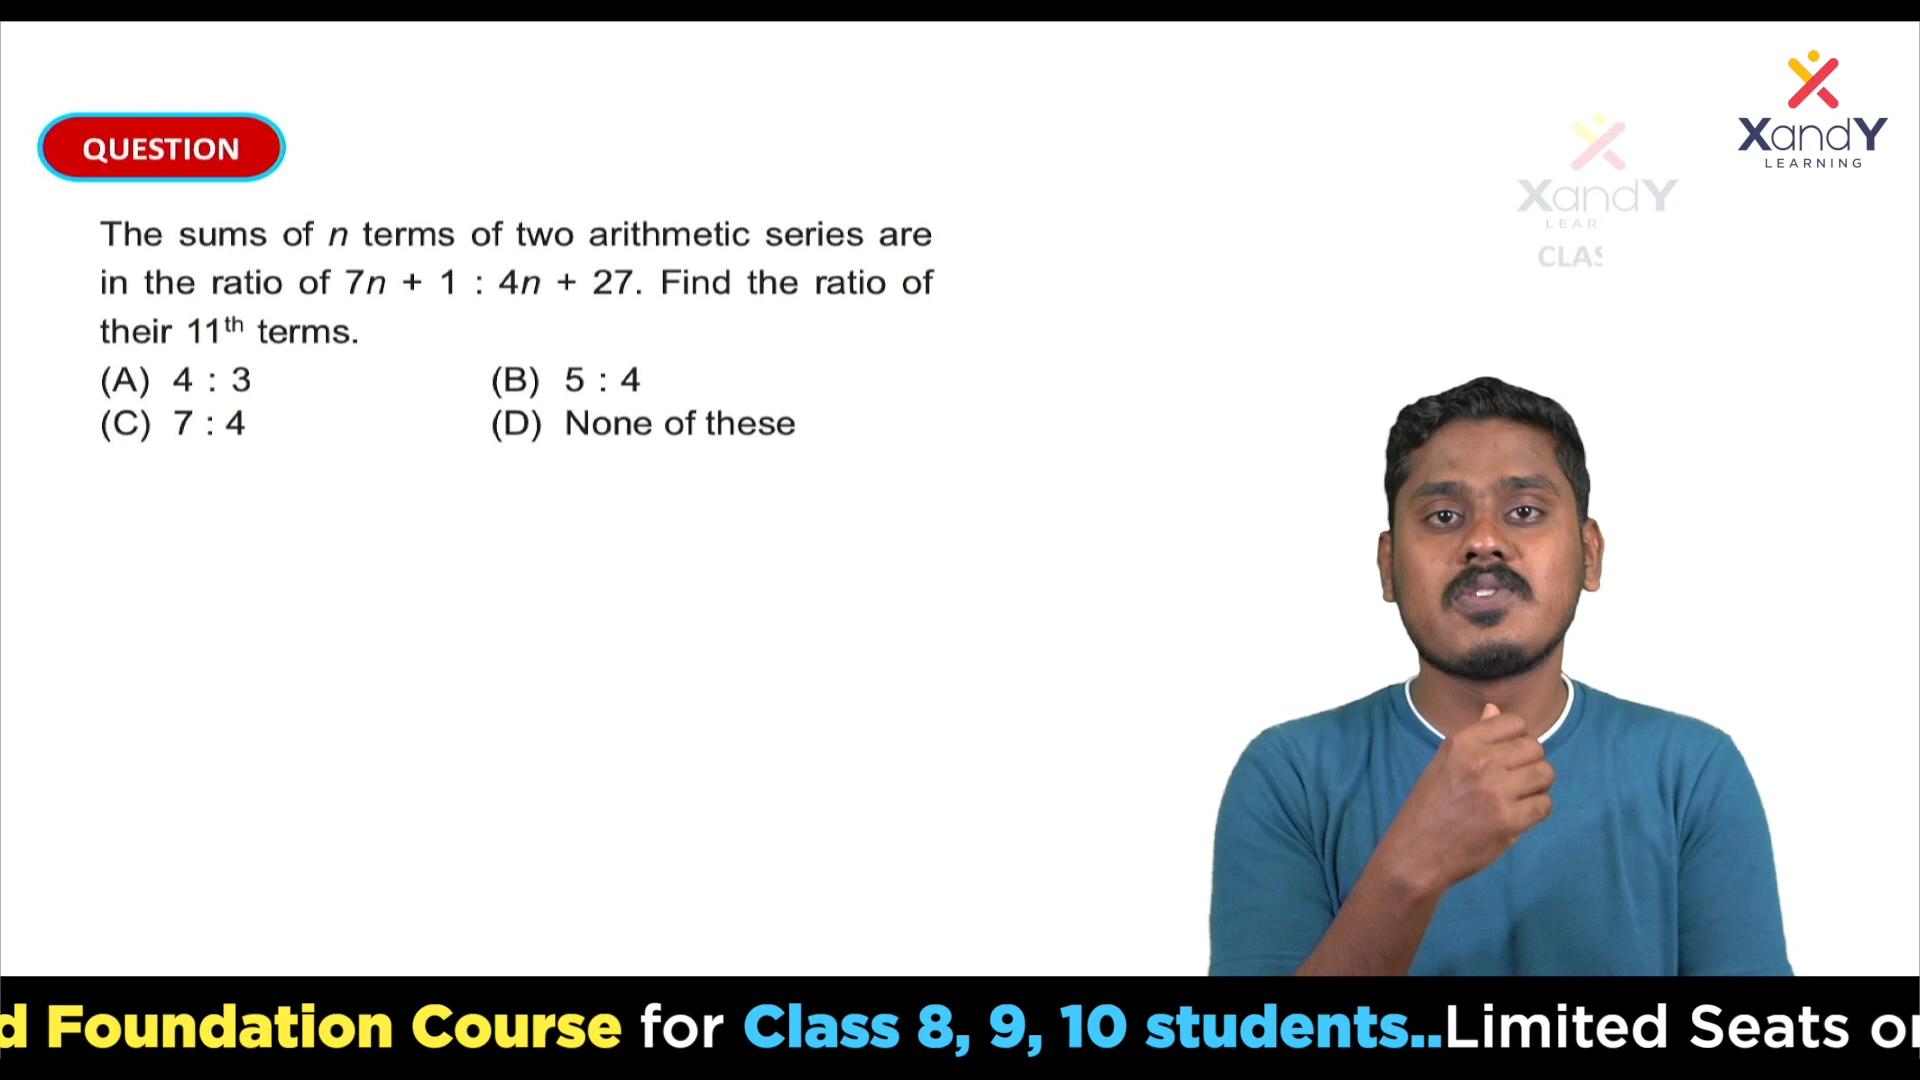 XandY
LEARNING
XandY
LEAR
CLAS
QUESTION
The sums of n terms of two arithmetic series are
in the ratio of 7n + 1 : 4n + 27. Find the ratio of
their 11th terms.
(A) 4 : 3 (B) 5 : 4
(C) 7 : 4 (D) None of these
d Foundation Course for Class 8, 9, 10 students..Limited Seats o